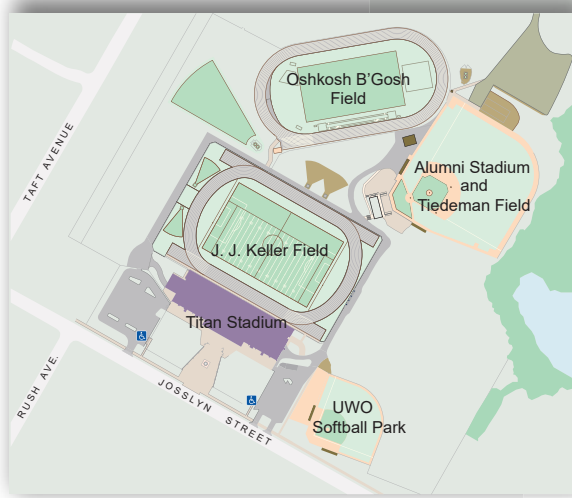 Oshkosh B'Gosh
Field
TAFT AVENUE
Alumni Stadium
and
Tiedeman Field
J. J. Keller Field
Titan Stadium
RUSH AVE.
JOSSLYN STREET
UWO
Softball Park